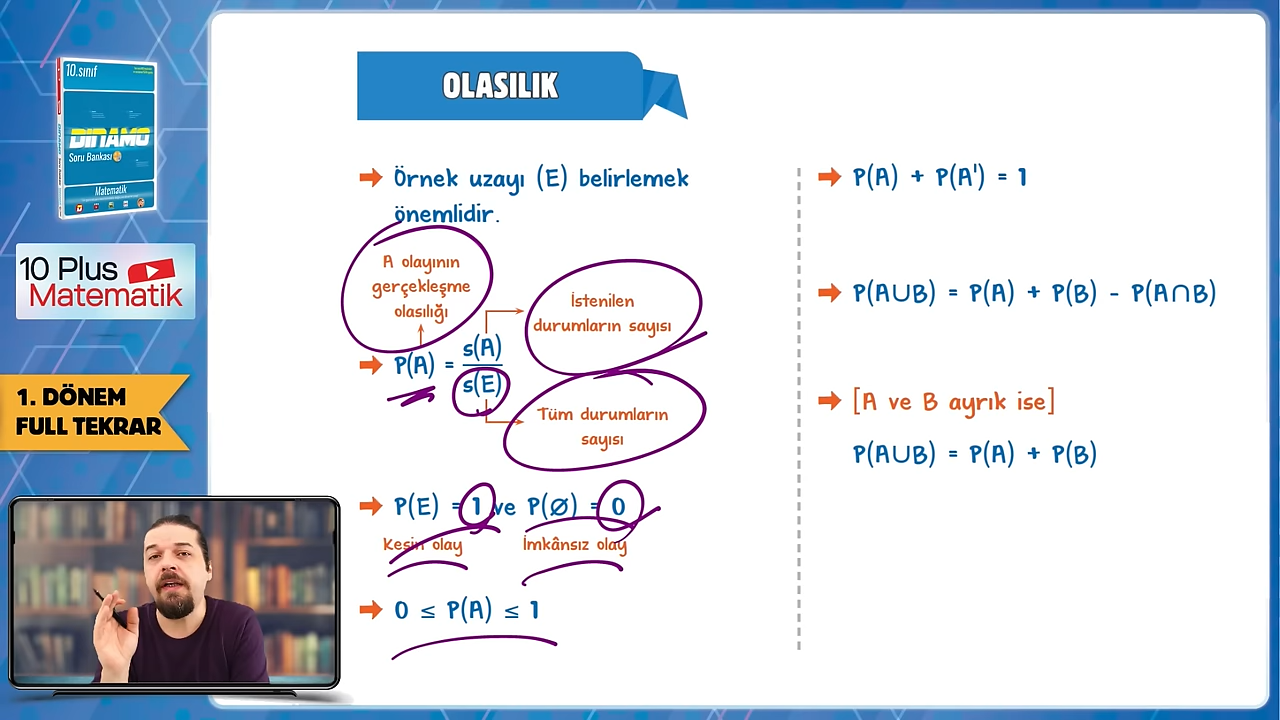 10.sınıf
DİNAMO
Soru Bankası
Matematik
10 Plus
Matematik
1. DÖNEM
FULL TEKRAR
OLASILIK
Örnek uzayı (E) belirlemek
önemlidir.
A olayının
gerçekleşme
olasılığı
İstenilen
durumların sayısı
P(A) = s(A)/s(E)
Tüm durumların
sayısı
P(E) = 1 ve P(∅) = 0
Kesin olay
İmkânsız olay
0 ≤ P(A) ≤ 1
P(A) + P(A') = 1
P(A∪B) = P(A) + P(B) - P(A∩B)
[A ve B ayrık ise]
P(A∪B) = P(A) + P(B)